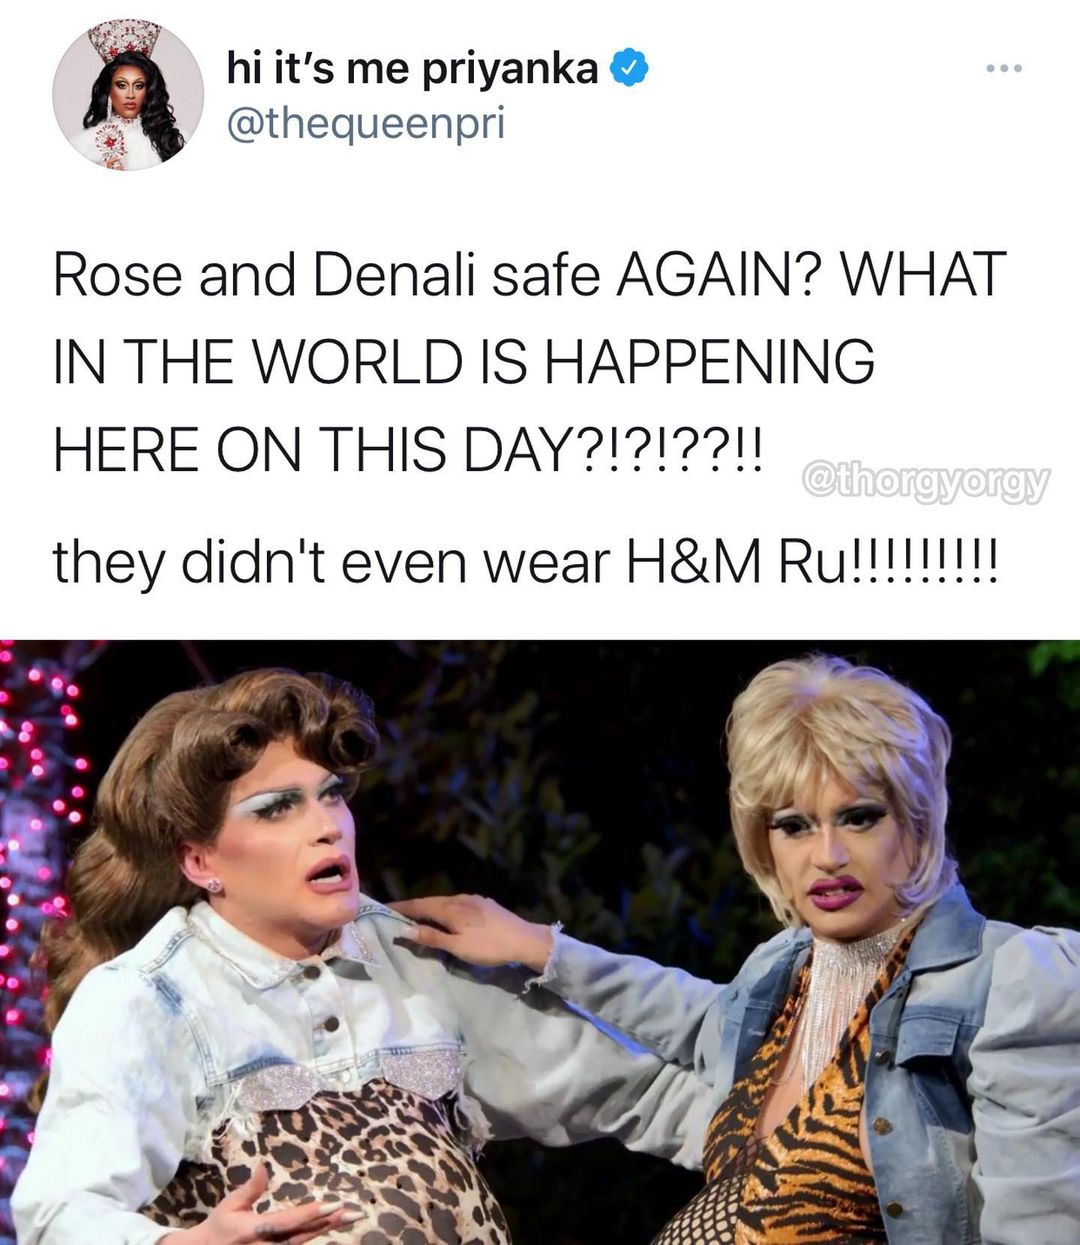 hi it’s me priyanka
@thequeenpri
Rose and Denali safe AGAIN? WHAT
IN THE WORLD IS HAPPENING
HERE ON THIS DAY?!?!??!!
@thorgyorgy
they didn't even wear H&M Ru!!!!!!!!!